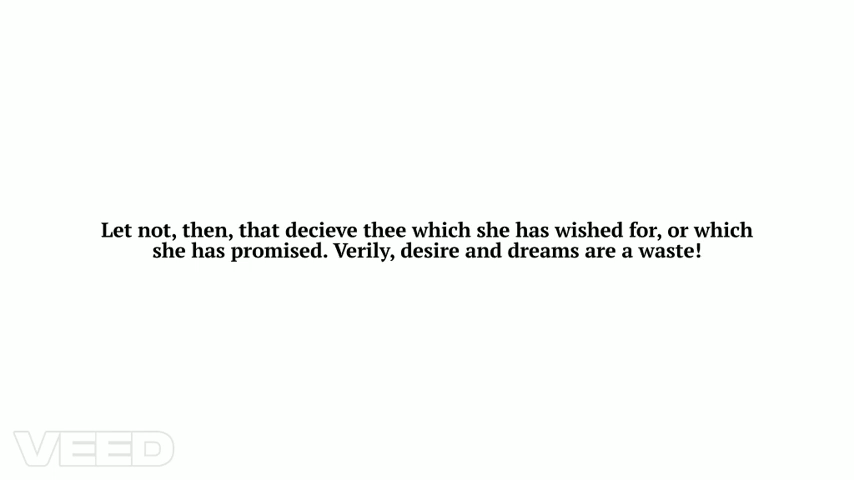 Let not, then, that decieve thee which she has wished for, or which
she has promised. Verily, desire and dreams are a waste!
VEED